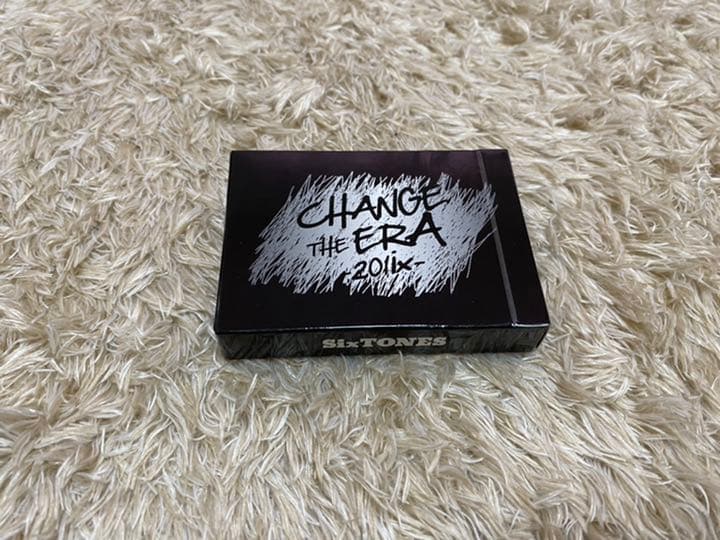 CHANGE
THE ERA
-201ix-
SixTONES